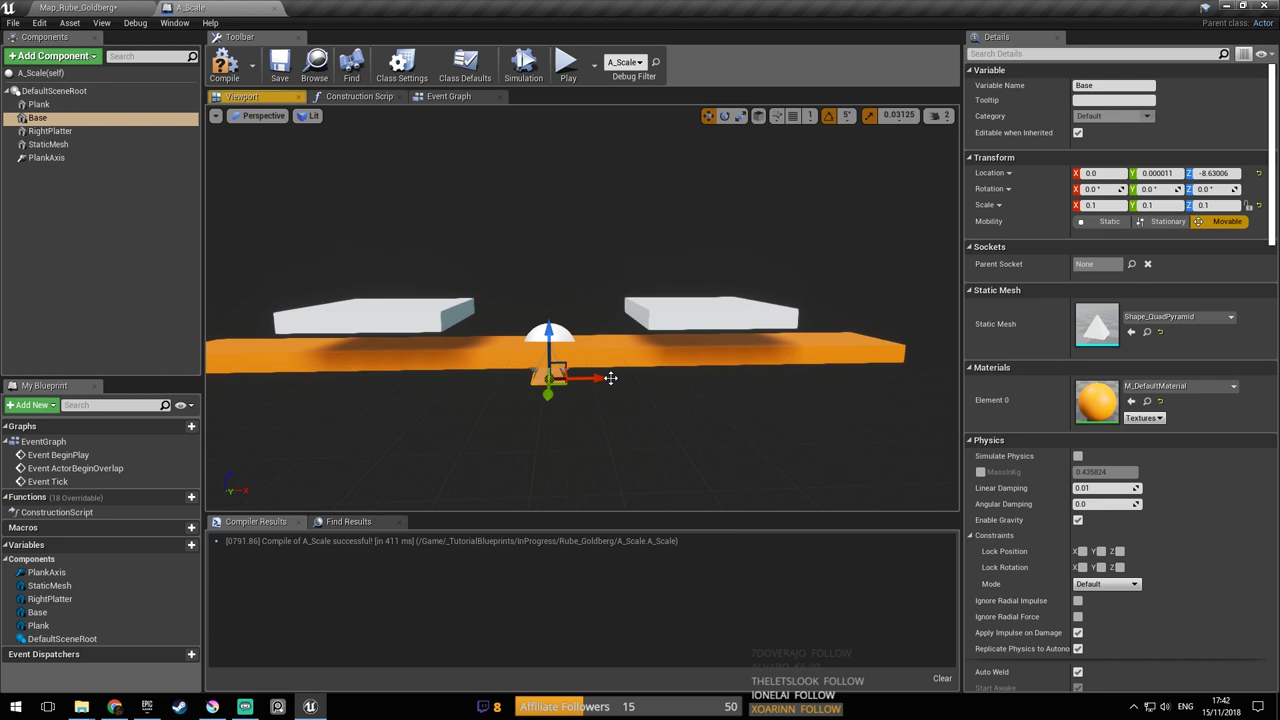 Map_Rube_Goldberg*
A_Scale
File Edit Asset View Debug Window Help
Parent class: Actor
Components
Add Component
Search
A_Scale(self)
DefaultSceneRoot
Plank
Base
RightPlatter
StaticMesh
PlankAxis
Toolbar
Compile
Save
Browse
Find
Class Settings
Class Defaults
Simulation
Play
A_Scale
Debug Filter
Viewport
Construction Scrip
Event Graph
Perspective
Lit
1
5°
0.03125
2
My Blueprint
Add New
Search
Graphs
EventGraph
Event BeginPlay
Event ActorBeginOverlap
Event Tick
Functions (18 Overridable)
ConstructionScript
Macros
Variables
Components
PlankAxis
StaticMesh
RightPlatter
Base
Plank
DefaultSceneRoot
Event Dispatchers
Compiler Results
Find Results
[0791.86] Compile of A_Scale successful! [in 411 ms] (/Game/_TutorialBlueprints/InProgress/Rube_Goldberg/A_Scale.A_Scale)
Clear
Details
Search Details
Variable
Variable Name Base
Tooltip
Category Default
Editable when Inherited
Transform
Location X 0.0 Y 0.000011 Z -8.63006
Rotation X 0.0 ° Y 0.0 ° Z 0.0 °
Scale X 0.1 Y 0.1 Z 0.1
Mobility Static Stationary Movable
Sockets
Parent Socket None
Static Mesh
Static Mesh Shape_QuadPyramid
Materials
Element 0 M_DefaultMaterial
Textures
Physics
Simulate Physics
MassInKg 0.435824
Linear Damping 0.01
Angular Damping 0.0
Enable Gravity
Constraints
Lock Position X Y Z
Lock Rotation X Y Z
Mode Default
Ignore Radial Impulse
Ignore Radial Force
Apply Impulse on Damage
Replicate Physics to Autono
Auto Weld
Start Awake
7DOVERAJO FOLLOW
THELETSLOOK FOLLOW
IONELAI FOLLOW
XOARINN FOLLOW
8
Affiliate Followers 15 50
17:42
15/11/2018